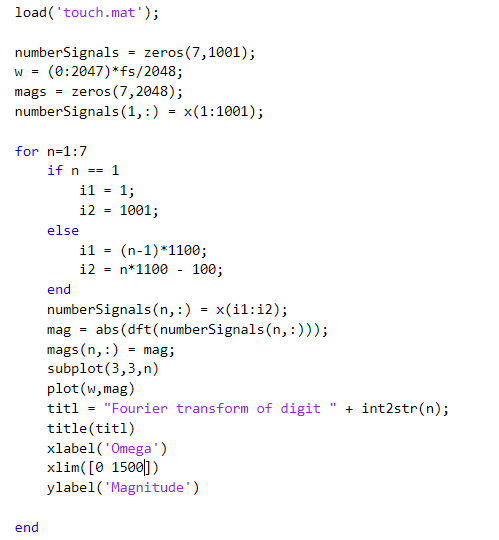 load('touch.mat');

numberSignals = zeros(7,1001);
w = (0:2047)*fs/2048;
mags = zeros(7,2048);
numberSignals(1,:) = x(1:1001);

for n=1:7
    if n == 1
        i1 = 1;
        i2 = 1001;
    else
        i1 = (n-1)*1100;
        i2 = n*1100 - 100;
    end
    numberSignals(n,:) = x(i1:i2);
    mag = abs(dft(numberSignals(n,:)));
    mags(n,:) = mag;
    subplot(3,3,n)
    plot(w,mag)
    titl = "Fourier transform of digit " + int2str(n);
    title(titl)
    xlabel('Omega')
    xlim([0 1500])
    ylabel('Magnitude')

end